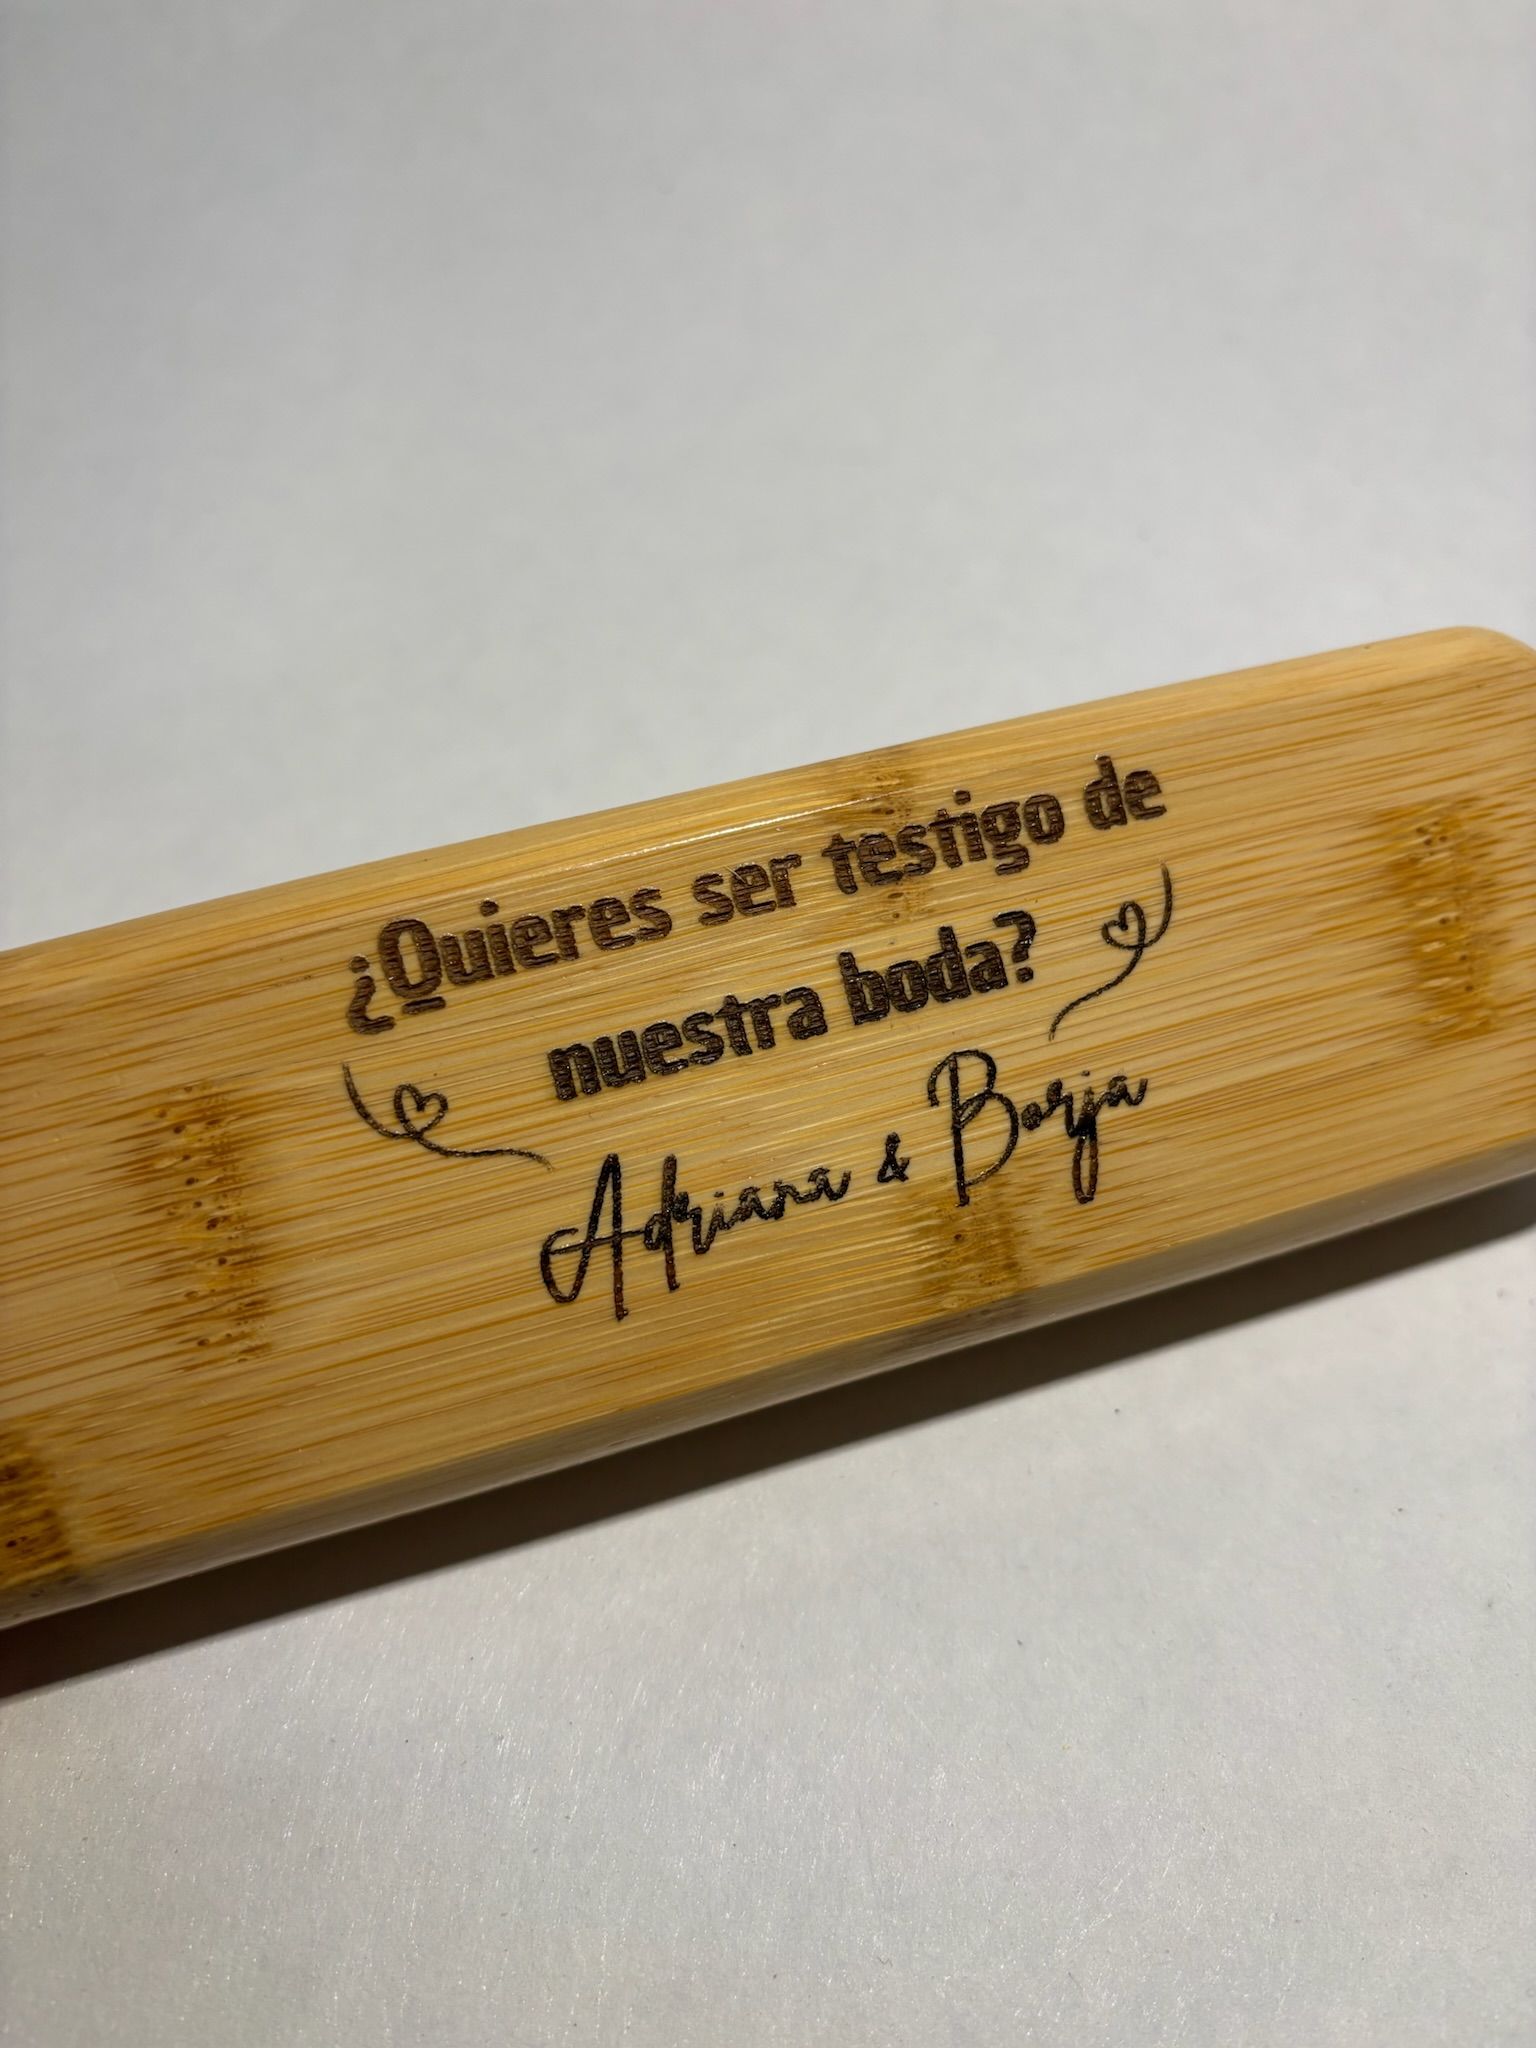 ¿Quieres ser testigo de
nuestra boda?
Adriana & Borja